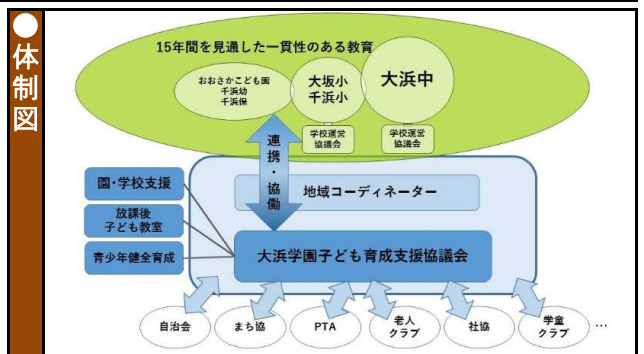 ●体制図
15年間を見通した一貫性のある教育
おおさかこども園
千浜幼
千浜保
大坂小
千浜小
大浜中
学校運営
協議会
学校運営
協議会
連携・協働
園・学校支援
放課後
子ども教室
青少年健全育成
地域コーディネーター
大浜学園子ども育成支援協議会
自治会
まち協
PTA
老人
クラブ
社協
学童
クラブ
…